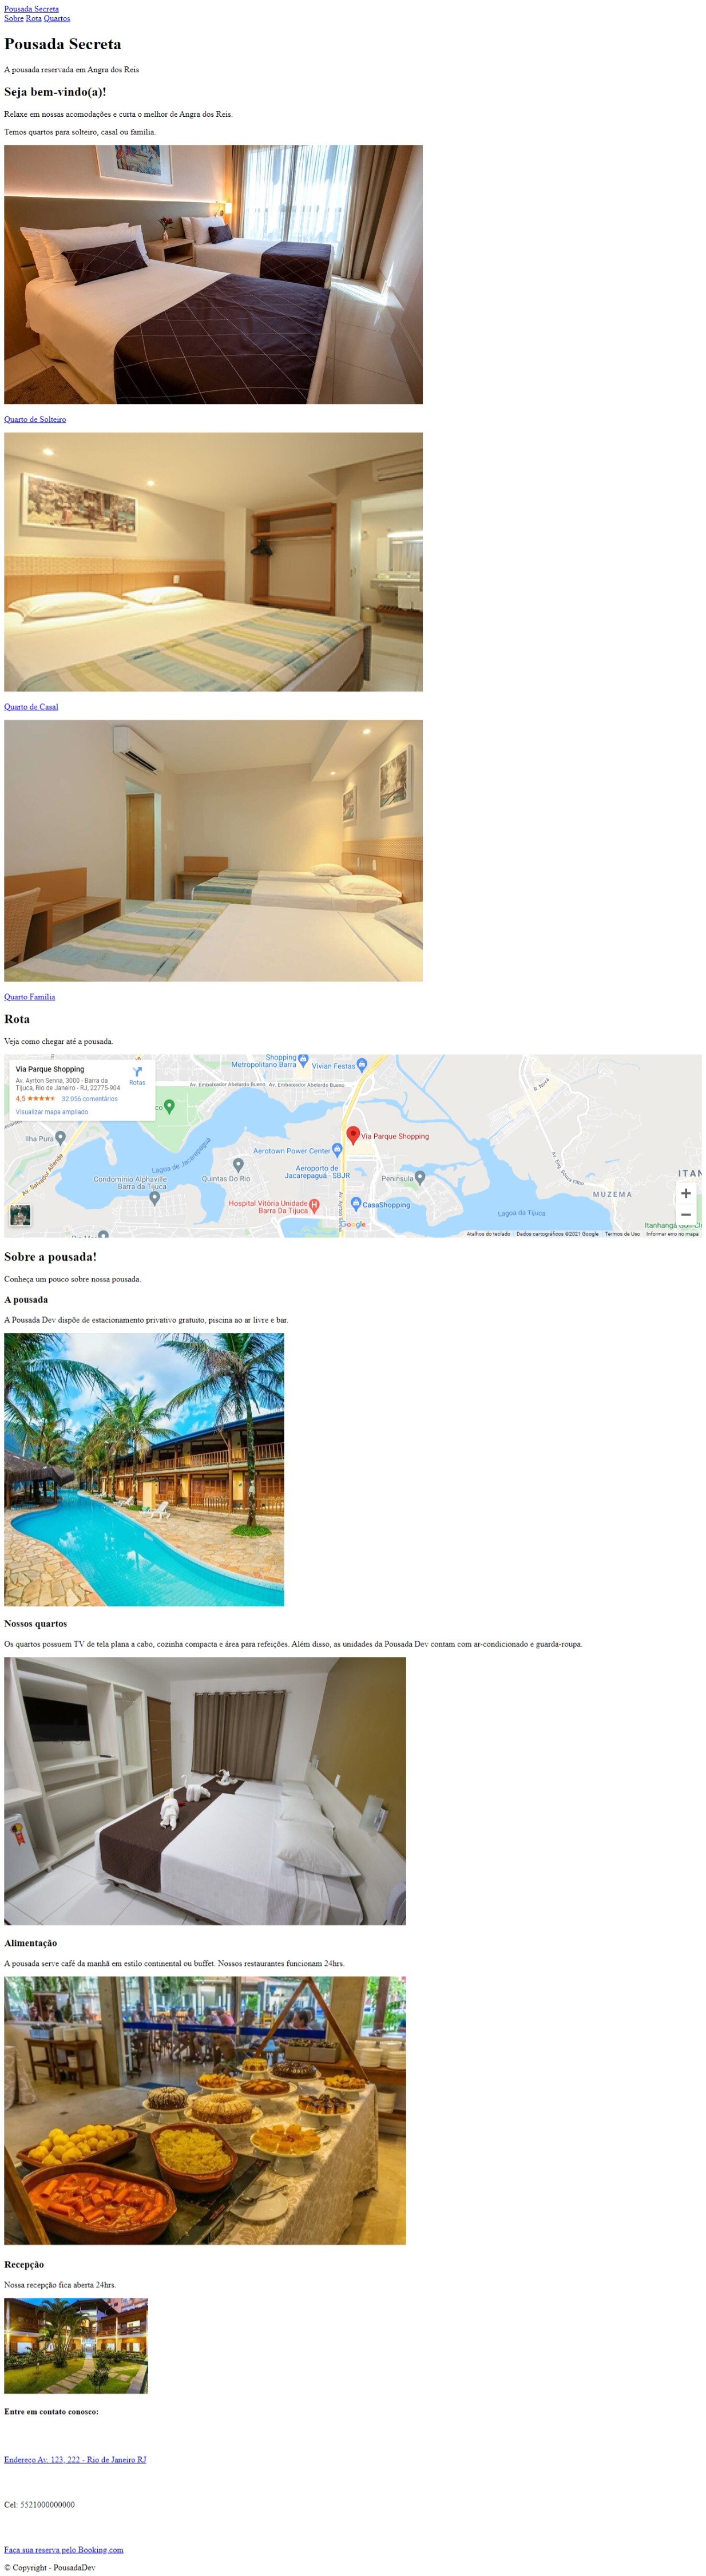 Pousada Secreta
Sobre Rota Quartos
Pousada Secreta
A pousada reservada em Angra dos Reis
Seja bem-vindo(a)!
Relaxe em nossas acomodações e curta o melhor de Angra dos Reis.
Temos quartos para solteiro, casal ou família.
Quarto de Solteiro
Quarto de Casal
Quarto Família
Rota
Veja como chegar até a pousada.
Via Parque Shopping
Av. Ayrton Senna, 3000 - Barra da
Tijuca, Rio de Janeiro - RJ, 22775-904
Rotas
4,5 32.056 comentários
Visualizar mapa ampliado
Shopping
Metropolitano Barra
Vivian Festas
Av. Embaixador Abelardo Bueno Av. Embaixador Abelardo Bueno
R. Nora
Ilha Pura
Av. Salvador Allende
Lagoa de Jacarepaguá
Via Parque Shopping
Aerotown Power Center
Aeroporto de
Jacarepaguá - SBJR
Quintas Do Rio
Condomínio Alphaville
Barra da Tijuca
Península
MUZEMA
ITAN
Hospital Vitória Unidade
Barra Da Tijuca
CasaShopping
Lagoa da Tijuca
Google
Atalhos do teclado Dados cartográficos ©2021 Google Termos de Uso Informar erro no mapa
Sobre a pousada!
Conheça um pouco sobre nossa pousada.
A pousada
A Pousada Dev dispõe de estacionamento privativo gratuito, piscina ao ar livre e bar.
Nossos quartos
Os quartos possuem TV de tela plana a cabo, cozinha compacta e área para refeições. Além disso, as unidades da Pousada Dev contam com ar-condicionado e guarda-roupa.
Alimentação
A pousada serve café da manhã em estilo continental ou buffet. Nossos restaurantes funcionam 24hrs.
Recepção
Nossa recepção fica aberta 24hrs.
Entre em contato conosco:
Endereço Av. 123, 222 - Rio de Janeiro RJ
Cel: 5521000000000
Faça sua reserva pelo Booking.com
© Copyright - PousadaDev